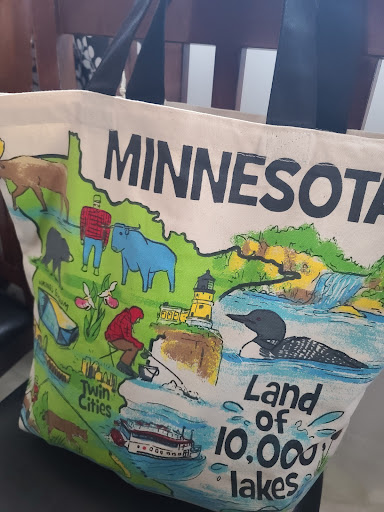 MINNESOTA
Twin
Cities
Land
of
10,000
lakes